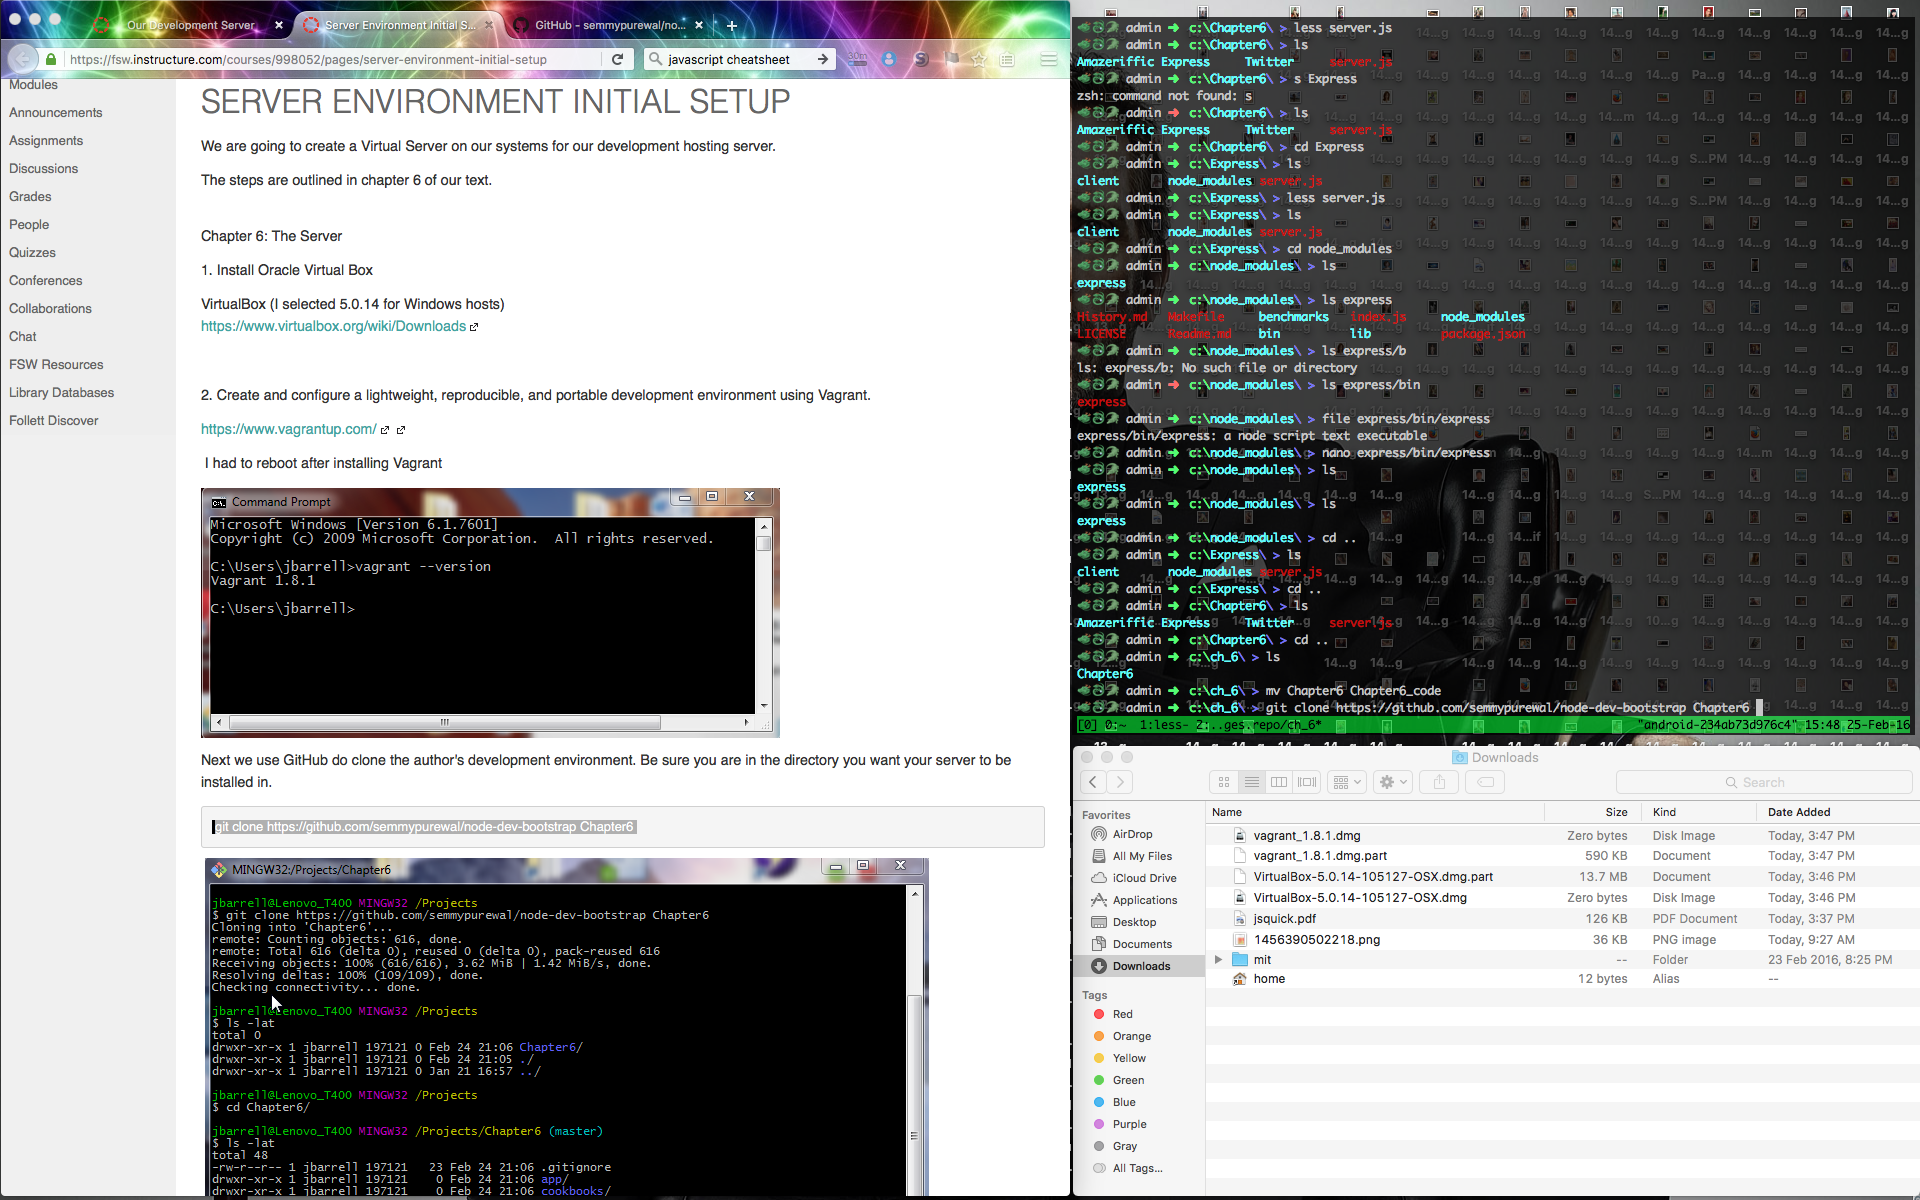 Our Development Server
Server Environment Initial S...
GitHub - semmypurewal/no...
https://fsw.instructure.com/courses/998052/pages/server-environment-initial-setup
javascript cheatsheet
30m
Modules
Announcements
Assignments
Discussions
Grades
People
Quizzes
Conferences
Collaborations
Chat
FSW Resources
Library Databases
Follett Discover
SERVER ENVIRONMENT INITIAL SETUP
We are going to create a Virtual Server on our systems for our development hosting server.
The steps are outlined in chapter 6 of our text.
Chapter 6: The Server
1. Install Oracle Virtual Box
VirtualBox (I selected 5.0.14 for Windows hosts)
https://www.virtualbox.org/wiki/Downloads
2. Create and configure a lightweight, reproducible, and portable development environment using Vagrant.
https://www.vagrantup.com/
I had to reboot after installing Vagrant
Command Prompt
Microsoft Windows [Version 6.1.7601]
Copyright (c) 2009 Microsoft Corporation.  All rights reserved.
C:\Users\jbarrell>vagrant --version
Vagrant 1.8.1
C:\Users\jbarrell>
Next we use GitHub do clone the author's development environment. Be sure you are in the directory you want your server to be
installed in.
git clone https://github.com/semmypurewal/node-dev-bootstrap Chapter6
MINGW32:/Projects/Chapter6
jbarrell@Lenovo_T400 MINGW32 /Projects
$ git clone https://github.com/semmypurewal/node-dev-bootstrap Chapter6
Cloning into 'Chapter6'...
remote: Counting objects: 616, done.
remote: Total 616 (delta 0), reused 0 (delta 0), pack-reused 616
Receiving objects: 100% (616/616), 3.62 MiB | 1.42 MiB/s, done.
Resolving deltas: 100% (109/109), done.
Checking connectivity... done.
jbarrell@Lenovo_T400 MINGW32 /Projects
$ ls -lat
total 0
drwxr-xr-x 1 jbarrell 197121 0 Feb 24 21:06 Chapter6/
drwxr-xr-x 1 jbarrell 197121 0 Feb 24 21:05 ./
drwxr-xr-x 1 jbarrell 197121 0 Jan 21 16:57 ../
jbarrell@Lenovo_T400 MINGW32 /Projects
$ cd Chapter6/
jbarrell@Lenovo_T400 MINGW32 /Projects/Chapter6 (master)
$ ls -lat
total 48
-rw-r--r-- 1 jbarrell 197121   23 Feb 24 21:06 .gitignore
drwxr-xr-x 1 jbarrell 197121    0 Feb 24 21:06 app/
drwxr-xr-x 1 jbarrell 197121    0 Feb 24 21:06 cookbooks/
admin ➜ c:\Chapter6\ > less server.js
admin ➜ c:\Chapter6\ > ls
Amazeriffic Express Twitter server.js
admin ➜ c:\Chapter6\ > s Express
zsh: command not found: s
admin ➜ c:\Chapter6\ > ls
Amazeriffic Express Twitter server.js
admin ➜ c:\Chapter6\ > cd Express
admin ➜ c:\Express\ > ls
client node_modules server.js
admin ➜ c:\Express\ > less server.js
admin ➜ c:\Express\ > ls
client node_modules server.js
admin ➜ c:\Express\ > cd node_modules
admin ➜ c:\node_modules\ > ls
express
admin ➜ c:\node_modules\ > ls express
History.md Makefile benchmarks index.js node_modules
LICENSE Readme.md bin lib package.json
admin ➜ c:\node_modules\ > ls express/b
ls: express/b: No such file or directory
admin ➜ c:\node_modules\ > ls express/bin
express
admin ➜ c:\node_modules\ > file express/bin/express
express/bin/express: a node script text executable
admin ➜ c:\node_modules\ > nano express/bin/express
admin ➜ c:\node_modules\ > ls
express
admin ➜ c:\node_modules\ > ls
express
admin ➜ c:\node_modules\ > cd ..
admin ➜ c:\Express\ > ls
client node_modules server.js
admin ➜ c:\Express\ > cd ..
admin ➜ c:\Chapter6\ > ls
Amazeriffic Express Twitter server.js
admin ➜ c:\Chapter6\ > cd ..
admin ➜ c:\ch_6\ > ls
Chapter6
admin ➜ c:\ch_6\ > mv Chapter6 Chapter6_code
admin ➜ c:\ch_6\ > git clone https://github.com/semmypurewal/node-dev-bootstrap Chapter6
[0] 0:~  1:less- 2:..ges.repo/ch_6* "android-234ab73d976c4" 15:48 25-Feb-16
Downloads
Search
Favorites
AirDrop
All My Files
iCloud Drive
Applications
Desktop
Documents
Downloads
Tags
Red
Orange
Yellow
Green
Blue
Purple
Gray
All Tags...
Name Size Kind Date Added
vagrant_1.8.1.dmg Zero bytes Disk Image Today, 3:47 PM
vagrant_1.8.1.dmg.part 590 KB Document Today, 3:47 PM
VirtualBox-5.0.14-105127-OSX.dmg.part 13.7 MB Document Today, 3:46 PM
VirtualBox-5.0.14-105127-OSX.dmg Zero bytes Disk Image Today, 3:46 PM
jsquick.pdf 126 KB PDF Document Today, 3:37 PM
1456390502218.png 36 KB PNG image Today, 9:27 AM
mit -- Folder 23 Feb 2016, 8:25 PM
home 12 bytes Alias --